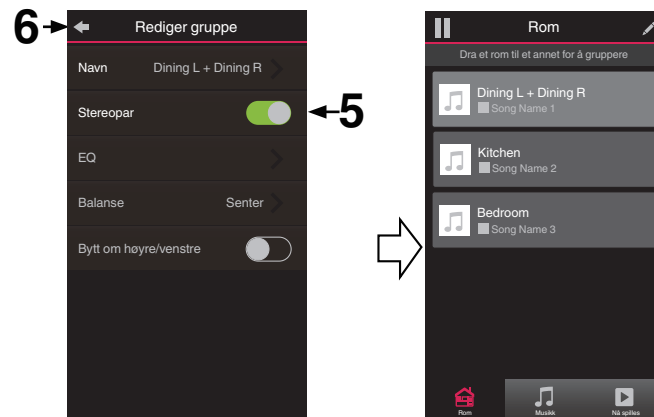 6
Rediger gruppe
Navn Dining L + Dining R
Stereopar
5
EQ
Balanse Senter
Bytt om høyre/venstre
Rom
Dra et rom til et annet for å gruppere
Dining L + Dining R
Song Name 1
Kitchen
Song Name 2
Bedroom
Song Name 3
Rom Musikk Nå spilles